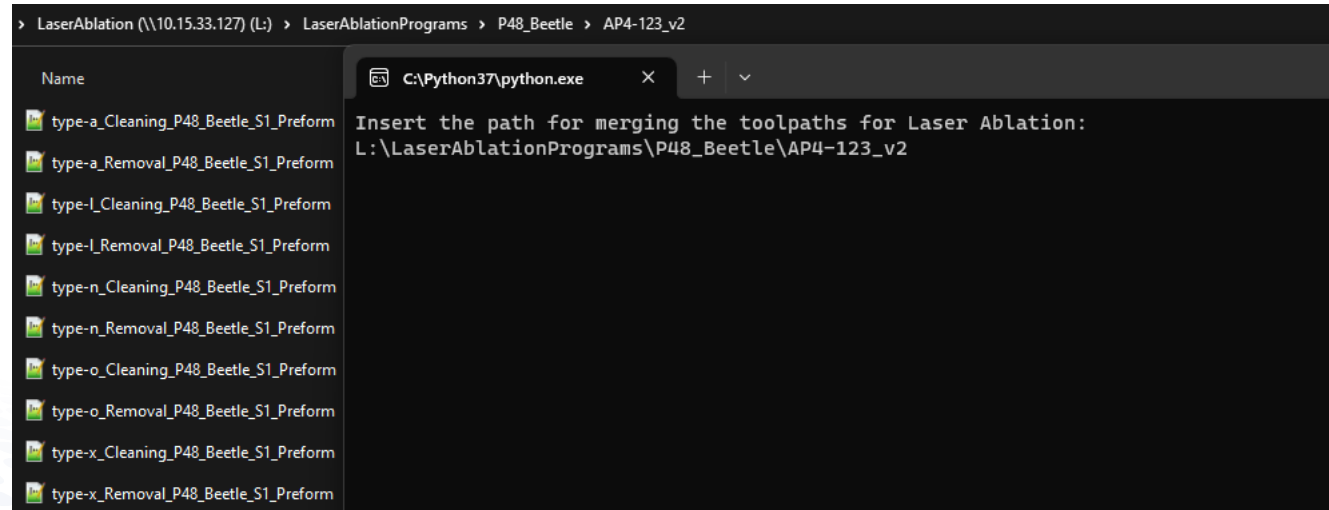 > LaserAblation (\\10.15.33.127) (L:) > LaserAblationPrograms > P48_Beetle > AP4-123_v2
Name
type-a_Cleaning_P48_Beetle_S1_Preform
type-a_Removal_P48_Beetle_S1_Preform
type-l_Cleaning_P48_Beetle_S1_Preform
type-l_Removal_P48_Beetle_S1_Preform
type-n_Cleaning_P48_Beetle_S1_Preform
type-n_Removal_P48_Beetle_S1_Preform
type-o_Cleaning_P48_Beetle_S1_Preform
type-o_Removal_P48_Beetle_S1_Preform
type-x_Cleaning_P48_Beetle_S1_Preform
type-x_Removal_P48_Beetle_S1_Preform
C:\Python37\python.exe
Insert the path for merging the toolpaths for Laser Ablation:
L:\LaserAblationPrograms\P48_Beetle\AP4-123_v2